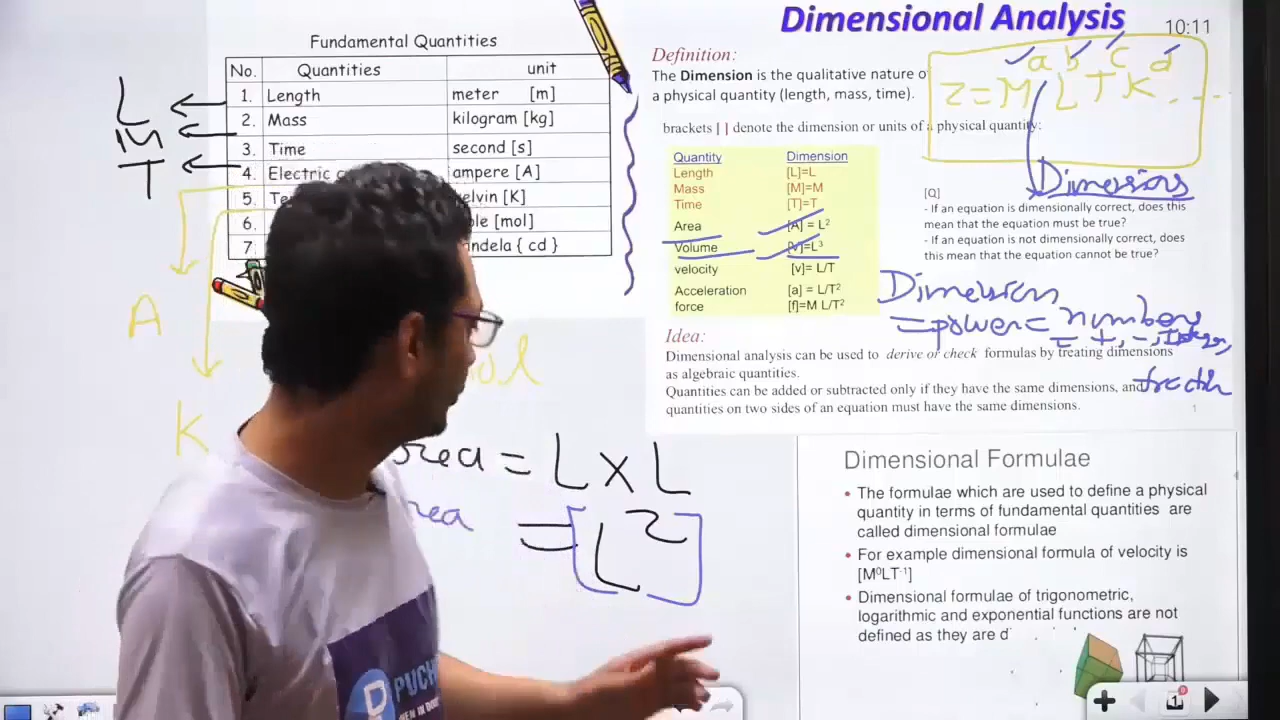 Dimensional Analysis
10:11
Fundamental Quantities
No. Quantities unit
1. Length meter [m]
2. Mass kilogram [kg]
3. Time second [s]
4. Electric ampere [A]
5. kelvin [K]
6. [mol]
7. { cd }
L
M
T
A
K
Definition:
The Dimension is the qualitative nature o
a physical quantity (length, mass, time).
brackets [ ] denote the dimension or units of a physical quantity:
a b c d
Z = M L T K .....
Dimensions
Quantity Dimension
Length [L]=L
Mass [M]=M
Time [T]=T
Area [A] = L²
Volume [v]=L³
velocity [v]= L/T
Acceleration [a] = L/T²
force [f]=M L/T²
[Q]
- If an equation is dimensionally correct, does this
mean that the equation must be true?
- If an equation is not dimensionally correct, does
this mean that the equation cannot be true?
Dimension
=power= numbers
= +, -, Integer,
Idea:
Dimensional analysis can be used to derive or check formulas by treating dimensions
as algebraic quantities.
Quantities can be added or subtracted only if they have the same dimensions, and
quantities on two sides of an equation must have the same dimensions.
1
rea = L X L
rea = [L²]
Dimensional Formulae
• The formulae which are used to define a physical
quantity in terms of fundamental quantities are
called dimensional formulae
• For example dimensional formula of velocity is
[M⁰LT⁻¹]
• Dimensional formulae of trigonometric,
logarithmic and exponential functions are not
defined as they are d
PUCH
1